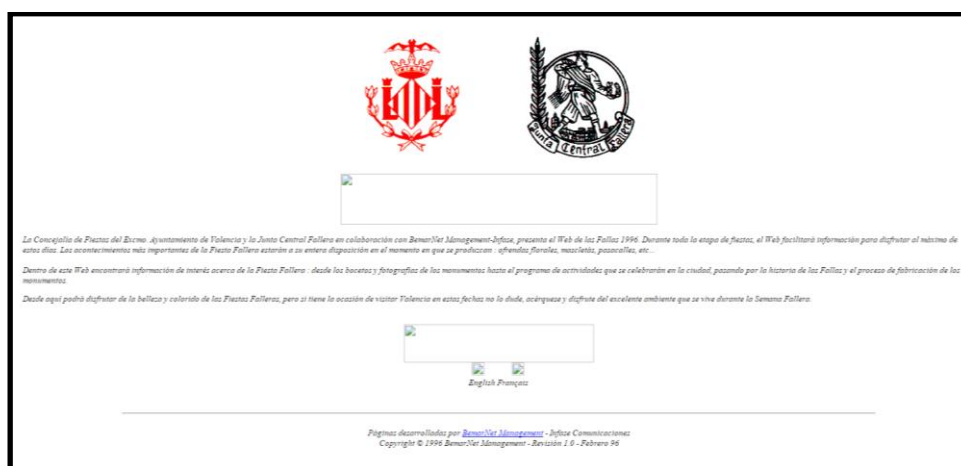 Junta Central Fallera
La Concejalía de Fiestas del Excmo. Ayuntamiento de Valencia y la Junta Central Fallera en colaboración con BemarNet Management-Infase, presenta el Web de las Fallas 1996. Durante toda la etapa de fiestas, el Web facilitará información para disfrutar al máximo de
estos días. Los acontecimientos más importantes de la Fiesta Fallera estarán a su entera disposición en el momento en que se produzcan : ofrendas florales, mascletàs, pasacalles, etc...
Dentro de este Web encontrará información de interés acerca de la Fiesta Fallera : desde los bocetos y fotografías de los monumentos hasta el programa de actividades que se celebrarán en la ciudad, pasando por la historia de las Fallas y el proceso de fabricación de los
monumentos.
Desde aquí podrá disfrutar de la belleza y colorido de las Fiestas Falleras, pero si tiene la ocasión de visitar Valencia en estas fechas no lo dude, acérquese y disfrute del excelente ambiente que se vive durante la Semana Fallera.
English Français
Páginas desarrolladas por BemarNet Management - Infase Comunicaciones
Copyright © 1996 BemarNet Management - Revisión 1.0 - Febrero 96